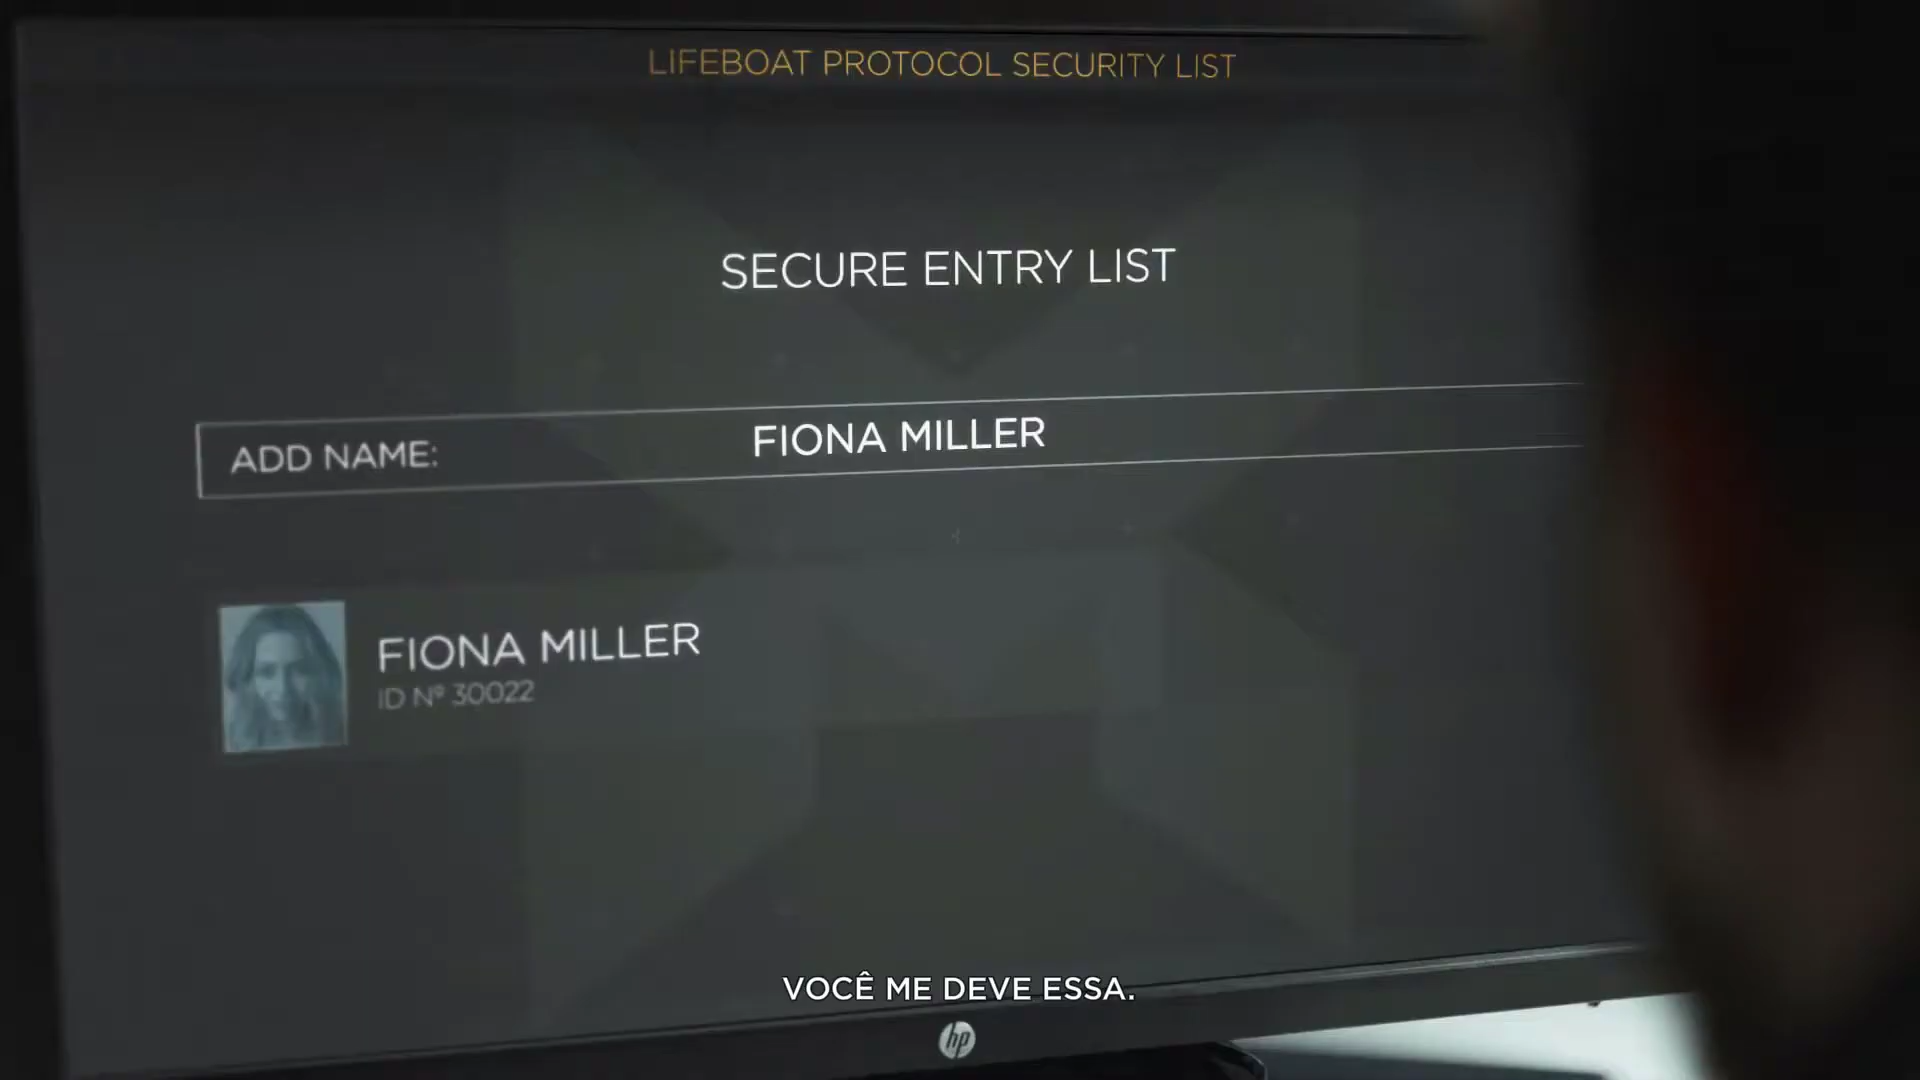 LIFEBOAT PROTOCOL SECURITY LIST
SECURE ENTRY LIST
ADD NAME: FIONA MILLER
FIONA MILLER
ID Nº 30022
VOCÊ ME DEVE ESSA.
hp